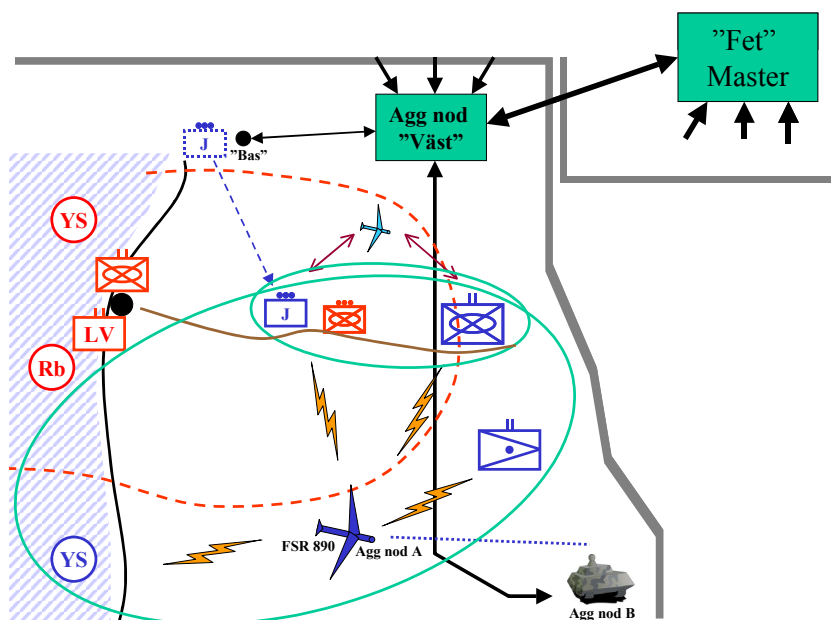 ”Fet”
Master
Agg nod
”Väst”
J
”Bas”
YS
J
LV
Rb
FSR 890
Agg nod A
YS
Agg nod B